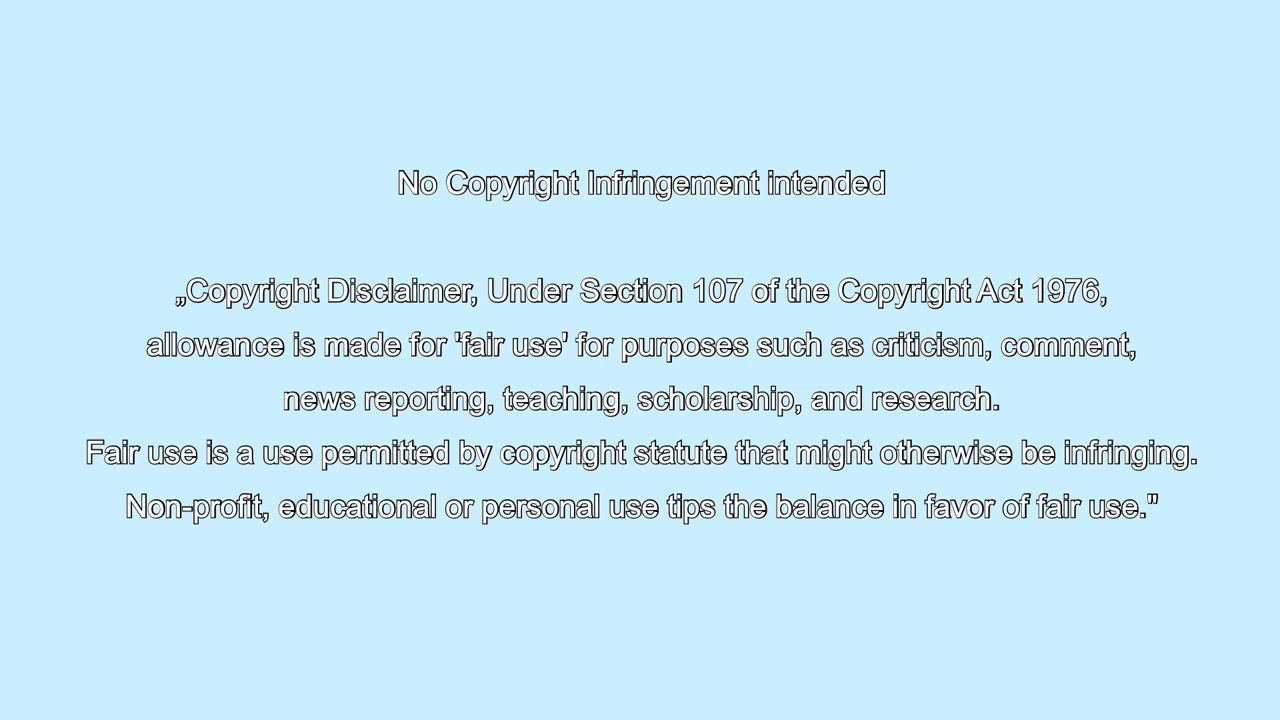 No Copyright Infringement intended
„Copyright Disclaimer, Under Section 107 of the Copyright Act 1976,
allowance is made for 'fair use' for purposes such as criticism, comment,
news reporting, teaching, scholarship, and research.
Fair use is a use permitted by copyright statute that might otherwise be infringing.
Non-profit, educational or personal use tips the balance in favor of fair use."